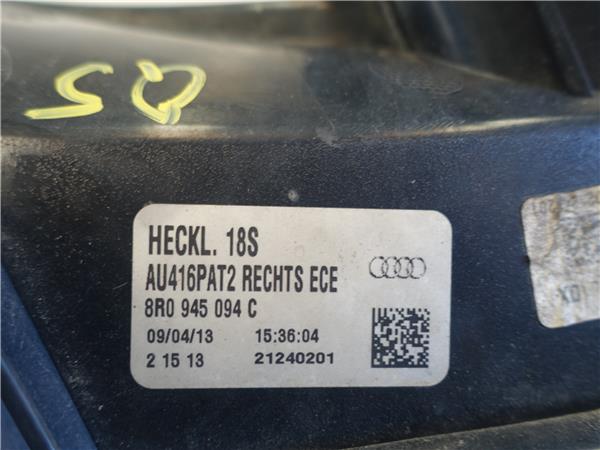 Q5
HECKL. 18S
AU416PAT2 RECHTS ECE
8R0 945 094 C
09/04/13 15:36:04
2 15 13 21240201